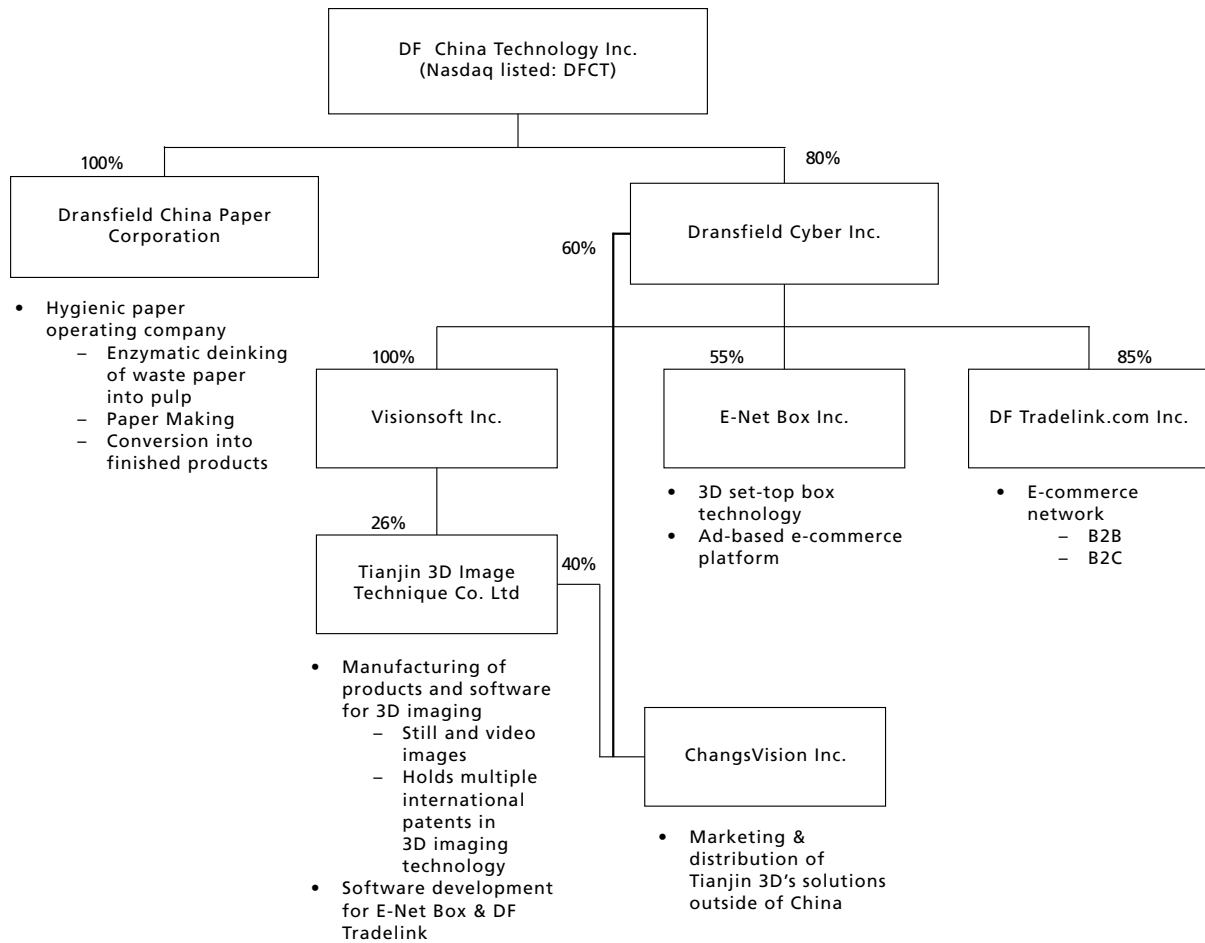 DF China Technology Inc.
(Nasdaq listed: DFCT)
100%
80%
Dransfield China Paper
Corporation
Dransfield Cyber Inc.
60%
• Hygienic paper
operating company
– Enzymatic deinking
of waste paper
into pulp
– Paper Making
– Conversion into
finished products
100%
55%
85%
Visionsoft Inc.
E-Net Box Inc.
DF Tradelink.com Inc.
• 3D set-top box
technology
• Ad-based e-commerce
platform
• E-commerce
network
– B2B
– B2C
26%
Tianjin 3D Image
Technique Co. Ltd
40%
• Manufacturing of
products and software
for 3D imaging
– Still and video
images
– Holds multiple
international
patents in
3D imaging
technology
• Software development
for E-Net Box & DF
Tradelink
ChangsVision Inc.
• Marketing &
distribution of
Tianjin 3D's solutions
outside of China